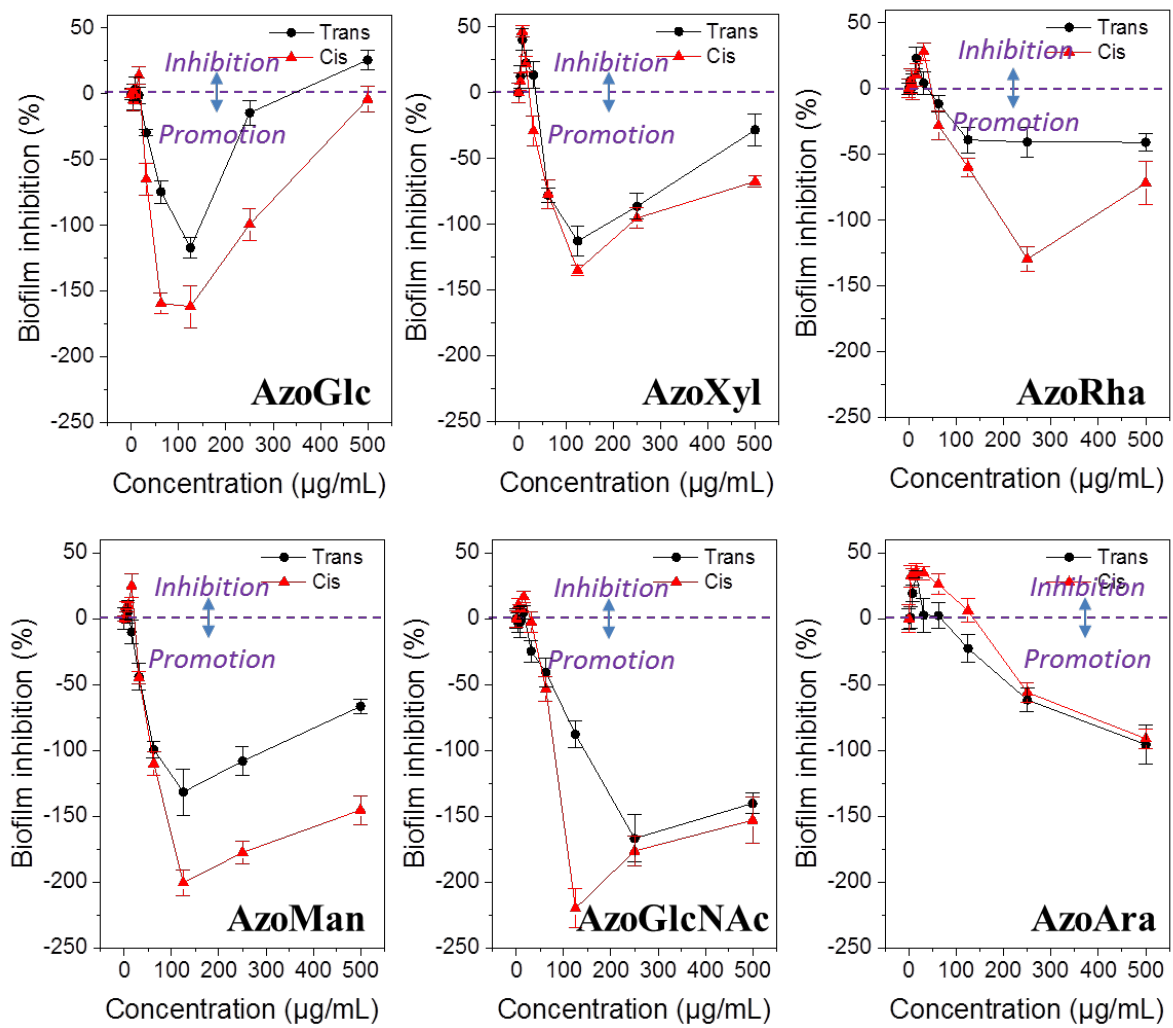 Biofilm inhibition (%)
50
0
-50
-100
-150
-200
-250
Trans
Cis
Inhibition
Promotion
AzoGlc
0 100 200 300 400 500
Concentration (µg/mL)
Biofilm inhibition (%)
50
0
-50
-100
-150
-200
-250
Trans
Cis
Inhibition
Promotion
AzoXyl
0 100 200 300 400 500
Concentration (µg/mL)
Biofilm inhibition (%)
50
0
-50
-100
-150
-200
-250
Trans
Cis
Inhibition
Promotion
AzoRha
0 100 200 300 400 500
Concentration (µg/mL)
Biofilm inhibition (%)
50
0
-50
-100
-150
-200
-250
Trans
Cis
Inhibition
Promotion
AzoMan
0 100 200 300 400 500
Concentration (µg/mL)
Biofilm inhibition (%)
50
0
-50
-100
-150
-200
-250
Trans
Cis
Inhibition
Promotion
AzoGlcNAc
0 100 200 300 400 500
Concentration (µg/mL)
Biofilm inhibition (%)
50
0
-50
-100
-150
-200
-250
Trans
Cis
Inhibition
Promotion
AzoAra
0 100 200 300 400 500
Concentration (µg/mL)